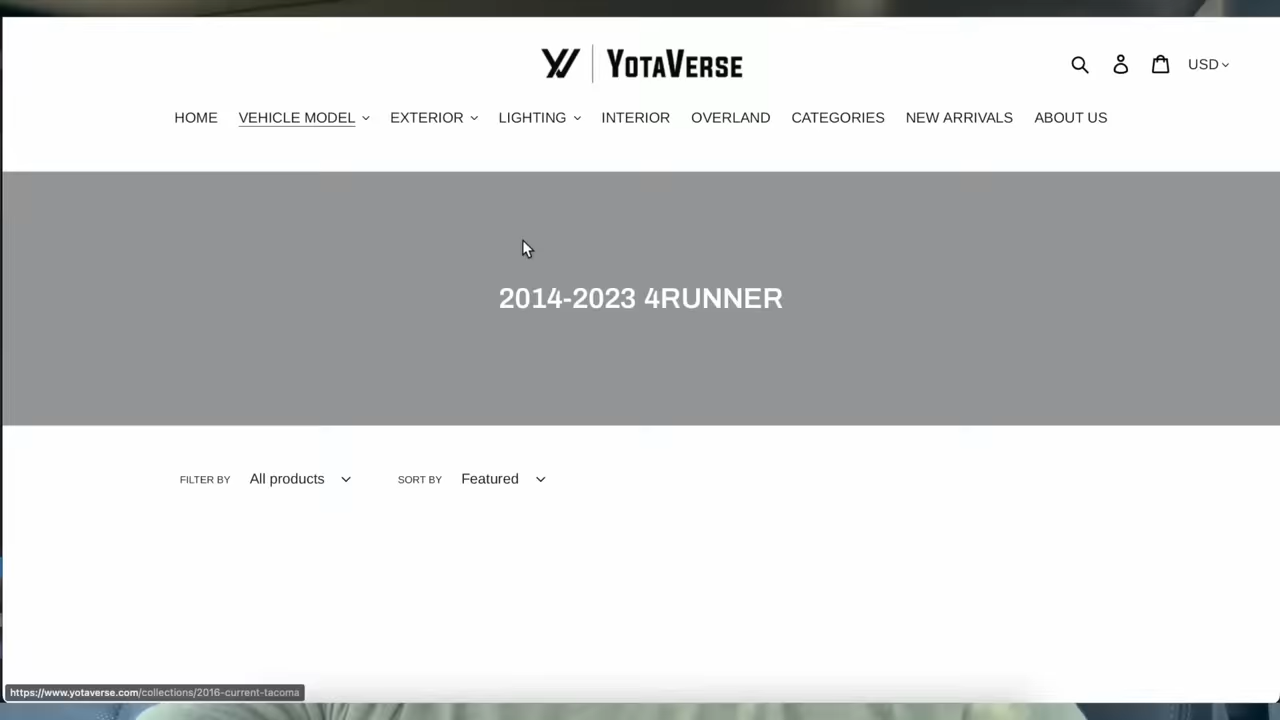 YOTAVERSE
USD
HOME VEHICLE MODEL EXTERIOR LIGHTING INTERIOR OVERLAND CATEGORIES NEW ARRIVALS ABOUT US
2014-2023 4RUNNER
FILTER BY All products SORT BY Featured
https://www.yotaverse.com/collections/2016-current-tacoma